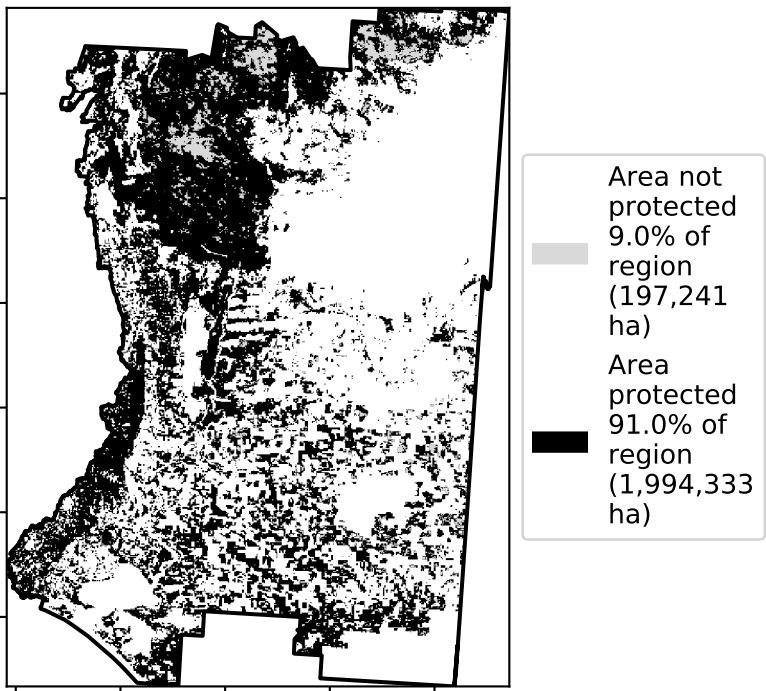 Area not
protected
9.0% of
region
(197,241
ha)
Area
protected
91.0% of
region
(1,994,333
ha)